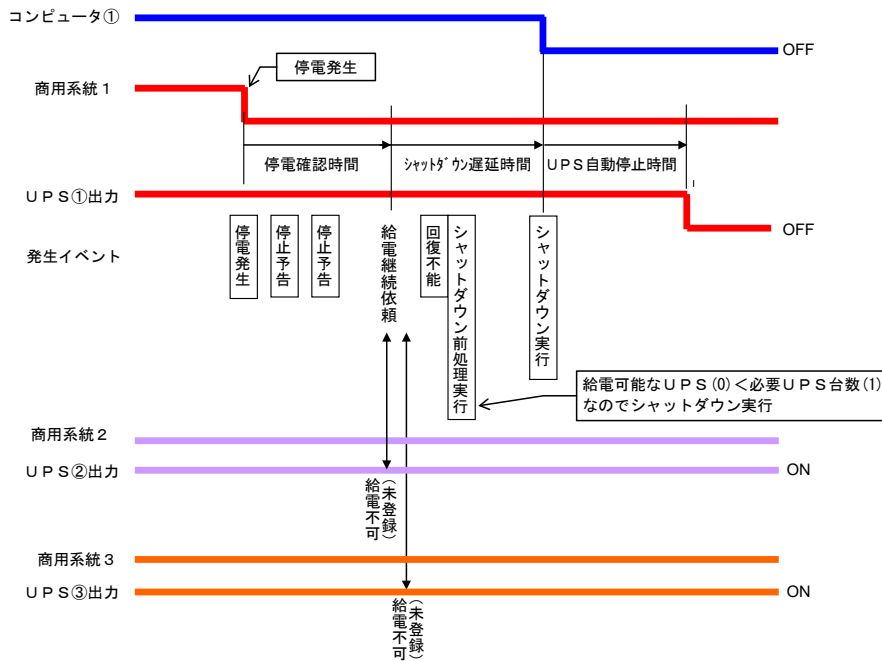 コンピュータ①
OFF
停電発生
商用系統1
停電確認時間
ｼｬｯﾄﾀﾞｳﾝ遅延時間
UPS自動停止時間
UPS①出力
OFF
発生イベント
停電発生
停止予告
停止予告
給電継続依頼
回復不能
シャットダウン前処理実行
シャットダウン実行
給電可能なUPS(0)＜必要UPS台数(1)
なのでシャットダウン実行
商用系統2
UPS②出力
ON
(未登録)
給電不可
商用系統3
UPS③出力
ON
(未登録)
給電不可